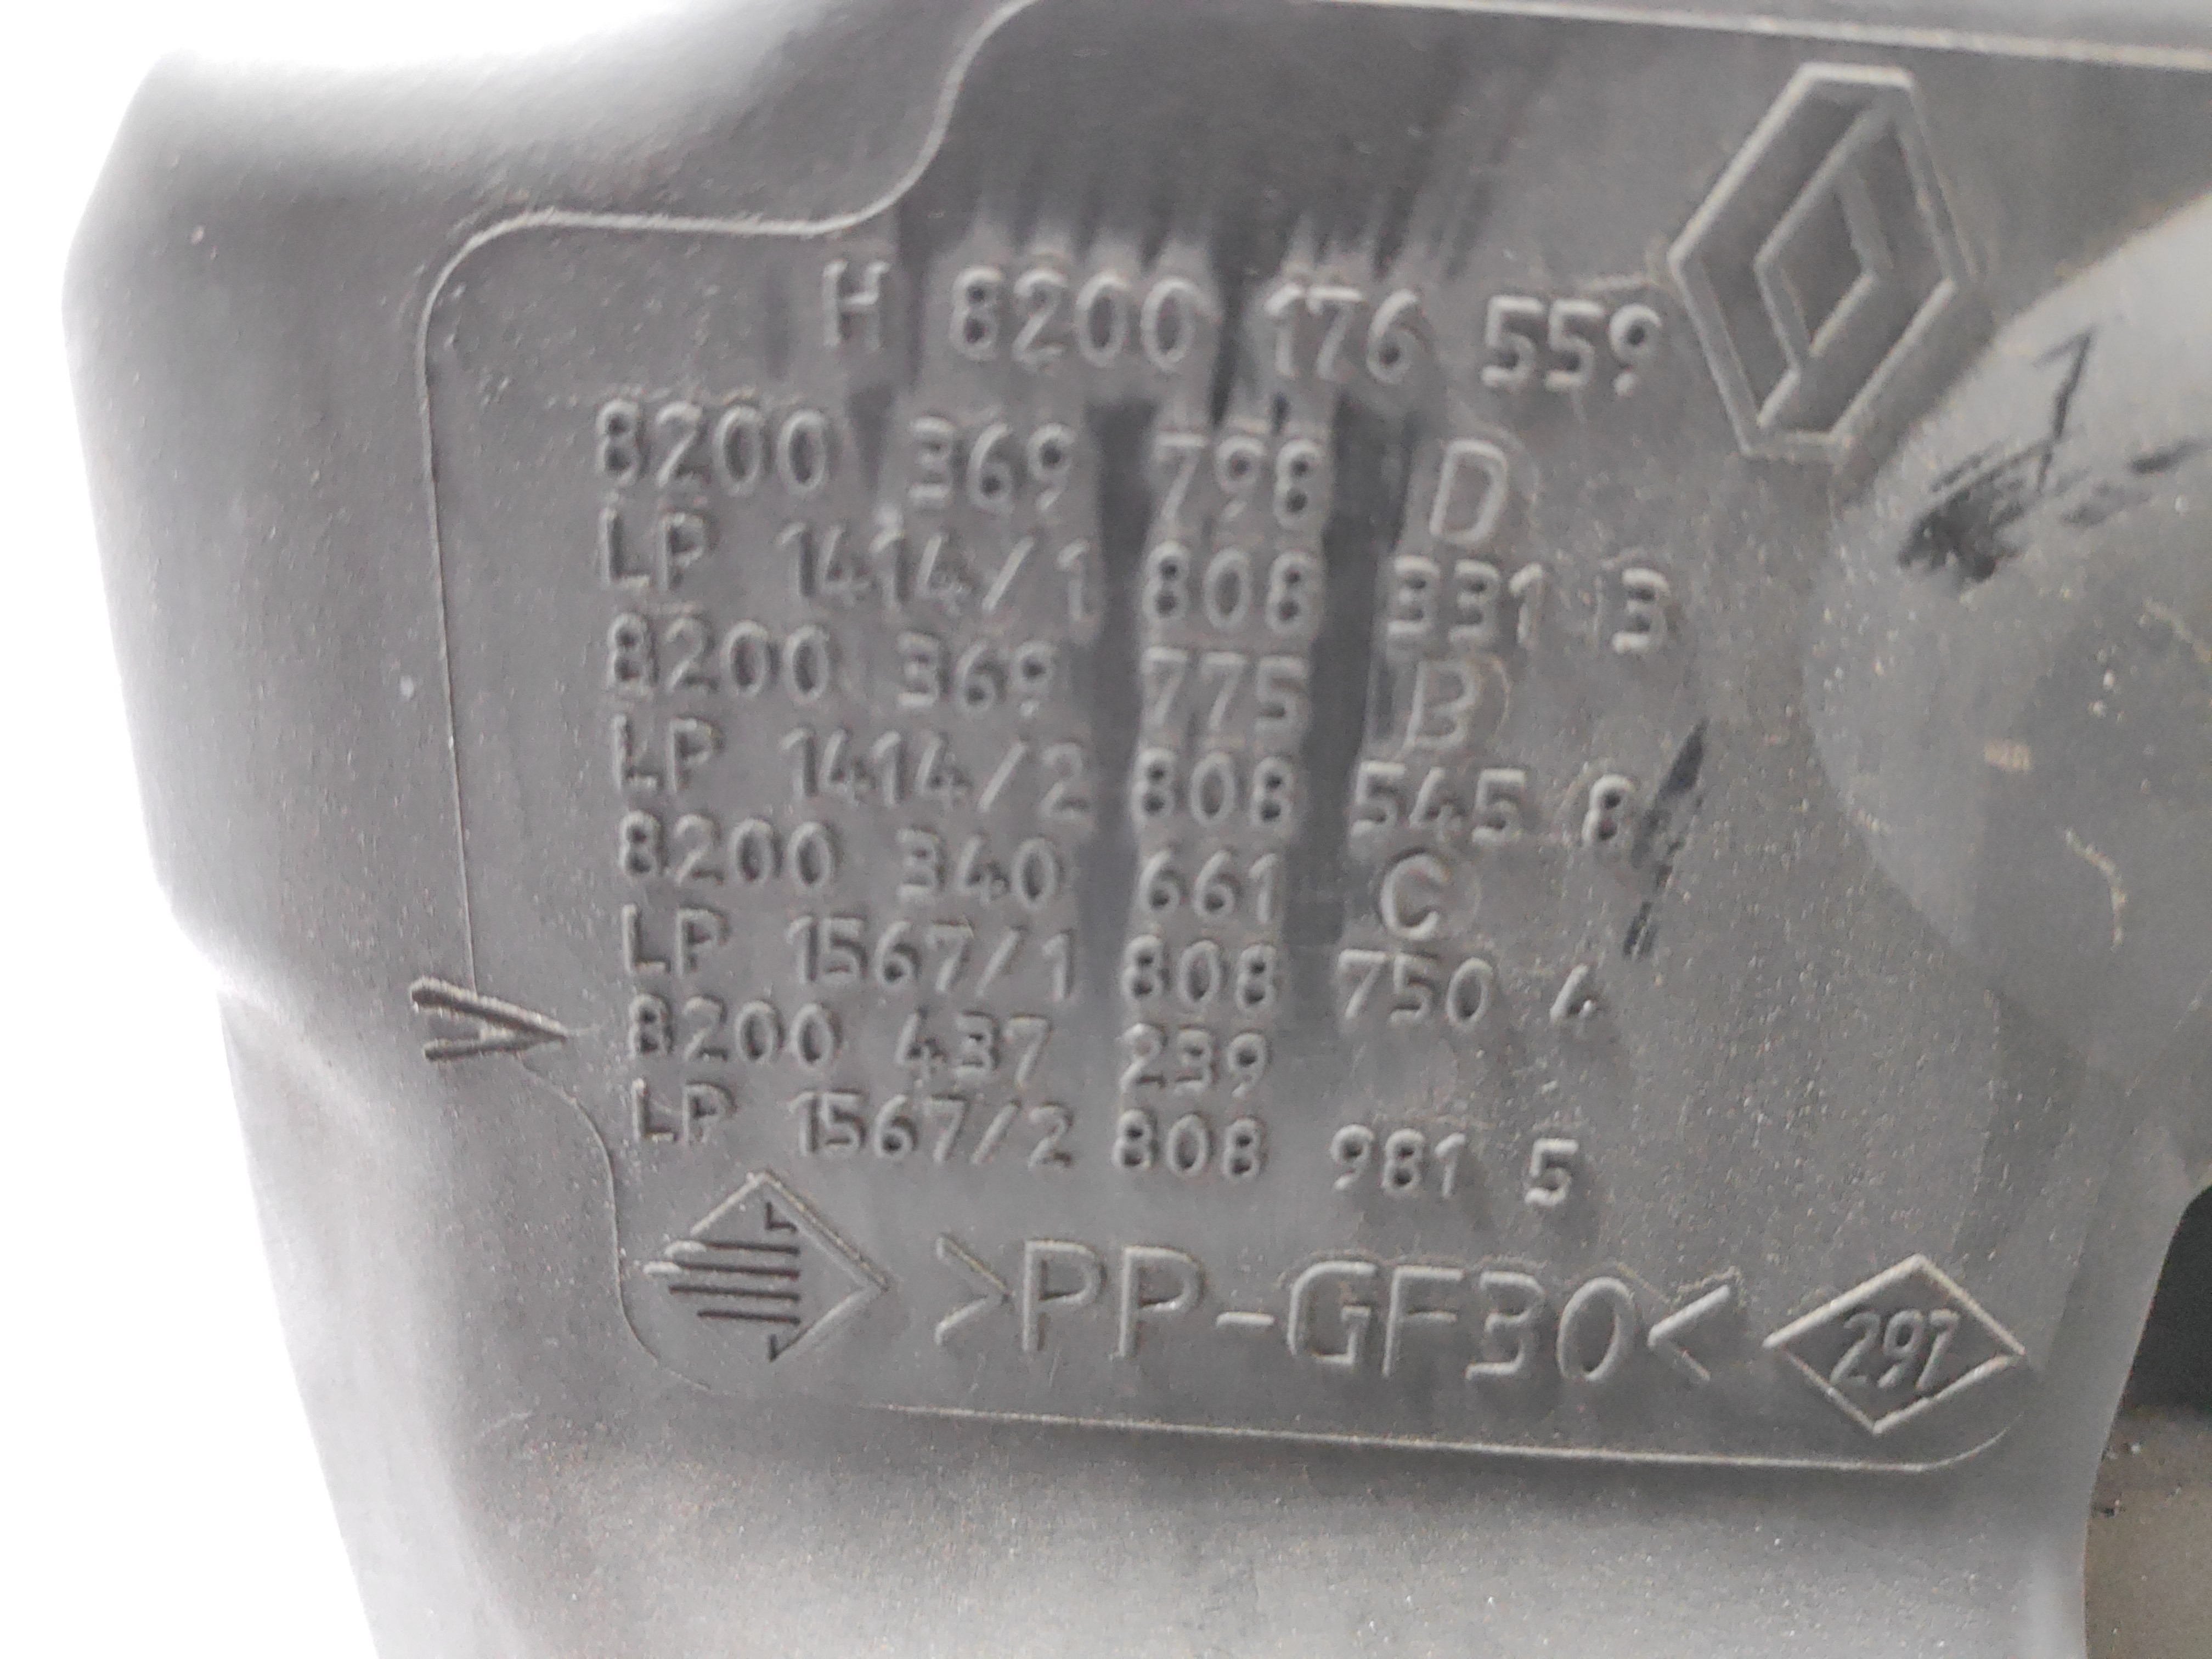 H 8200 176 559
8200 369 798 D
LP 1414/1 808 331 3
8200 369 775 B
LP 1414/2 808 545 8
8200 340 661 C
LP 1567/1 808 750 4
8200 437 239
LP 1567/2 808 981 5
>PP-GF30< 297